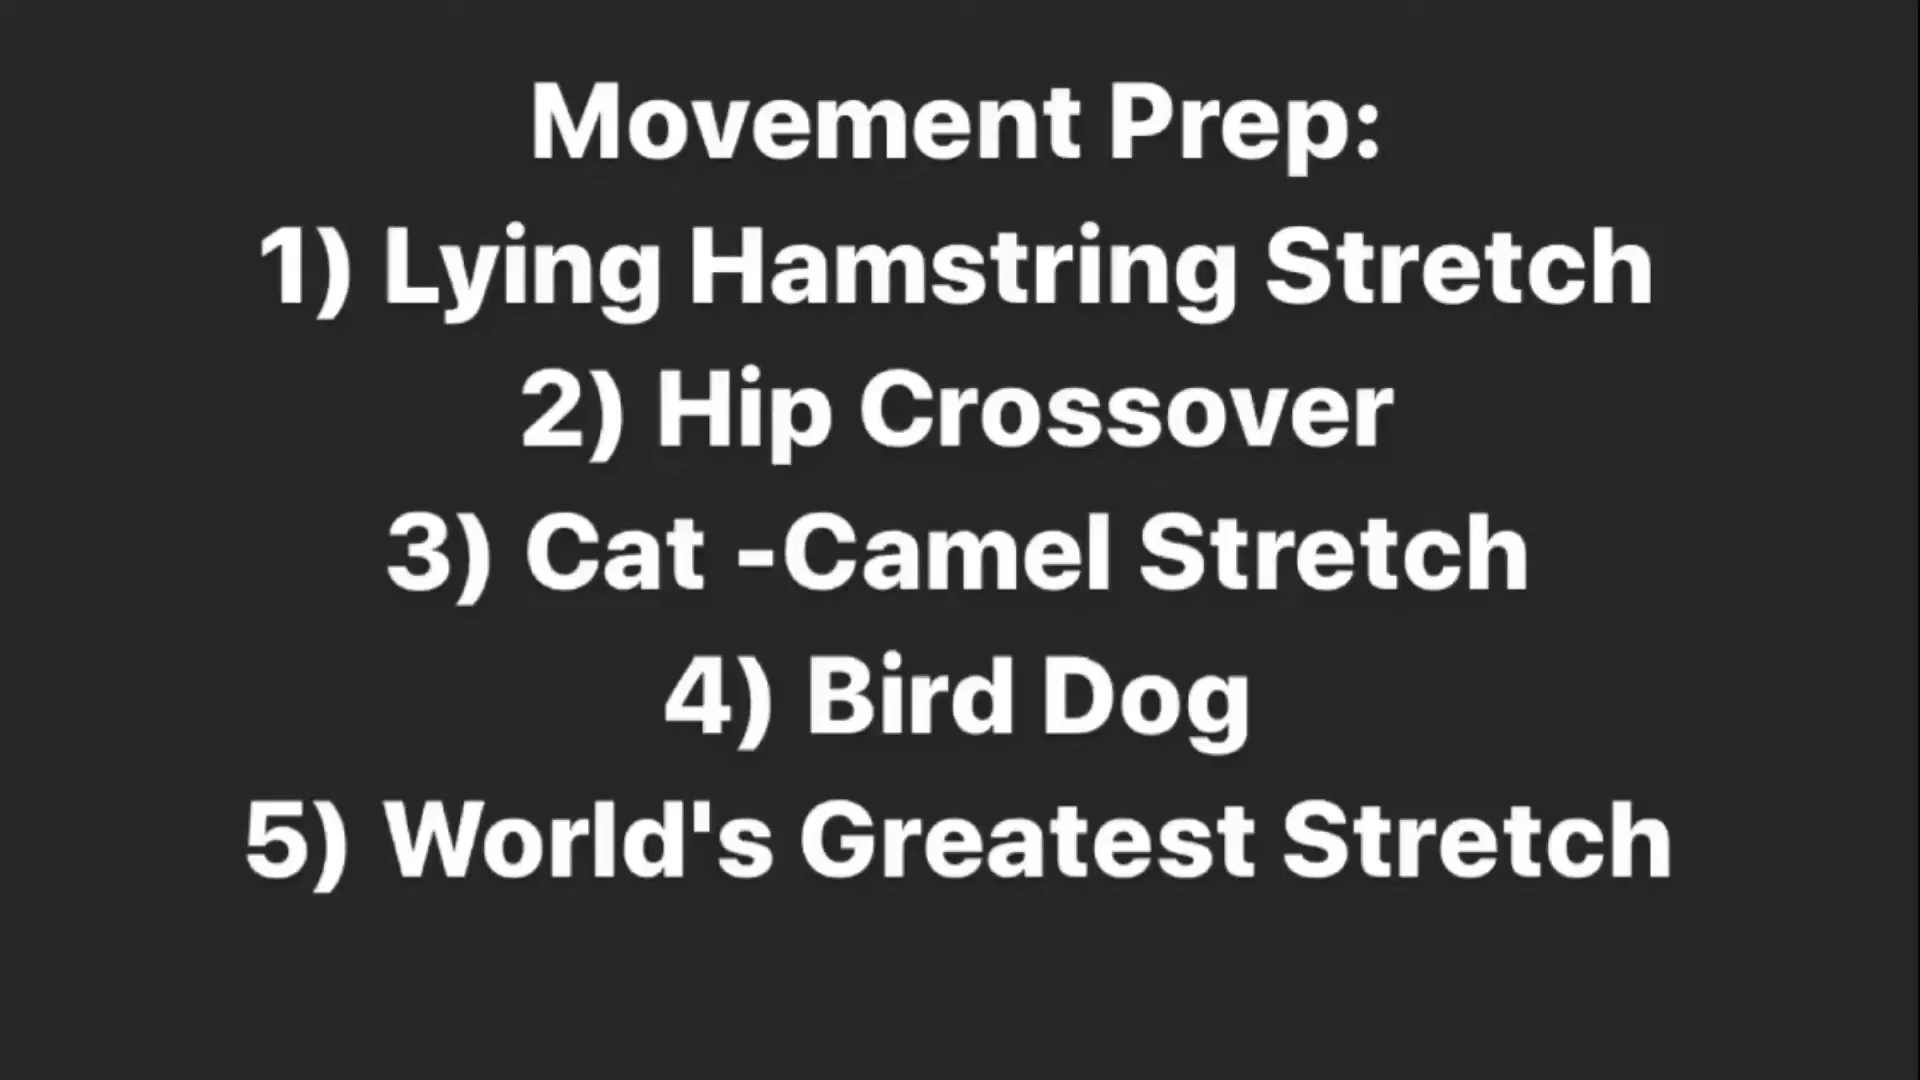 Movement Prep:
1) Lying Hamstring Stretch
2) Hip Crossover
3) Cat -Camel Stretch
4) Bird Dog
5) World's Greatest Stretch